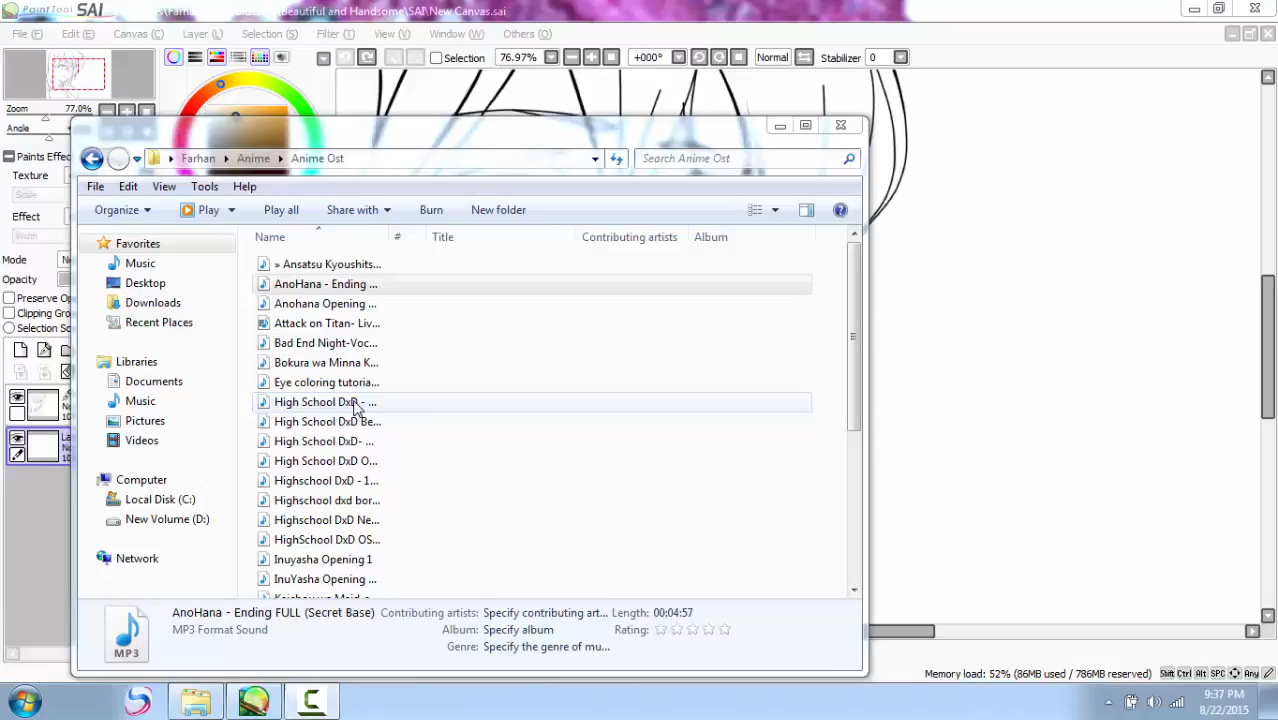 PaintTool SAI
Beautiful and Handsome\SAI\New Canvas.sai
File (F) Edit (E) Canvas (C) Layer (L) Selection (S) Filter (T) View (V) Window (W) Others (O)
Selection 76.97% +000° Normal Stabilizer 0
Zoom 77.0%
Angle
Paints Effec
Texture
Scale
Effect
Width
Mode N
Opacity
Preserve O
Clipping Gr
Selection S
Farhan Anime Anime Ost
Search Anime Ost
File Edit View Tools Help
Organize Play Play all Share with Burn New folder
Name # Title Contributing artists Album
Favorites
Music
Desktop
Downloads
Recent Places
Libraries
Documents
Music
Pictures
Videos
Computer
Local Disk (C:)
New Volume (D:)
Network
» Ansatsu Kyoushits...
AnoHana - Ending ...
Anohana Opening ...
Attack on Titan- Liv...
Bad End Night-Voc...
Bokura wa Minna K...
Eye coloring tutoria...
High School DxD - ...
High School DxD Be...
High School DxD- ...
High School DxD O...
Highschool DxD - 1...
Highschool dxd bor...
Highschool DxD Ne...
HighSchool DxD OS...
Inuyasha Opening 1
InuYasha Opening ...
AnoHana - Ending FULL (Secret Base) Contributing artists: Specify contributing art... Length: 00:04:57
MP3 Format Sound Album: Specify album Rating:
Genre: Specify the genre of mu...
MP3
Memory load: 52% (86MB used / 786MB reserved) Shift Ctrl Alt SPC Any
9:37 PM
8/22/2015